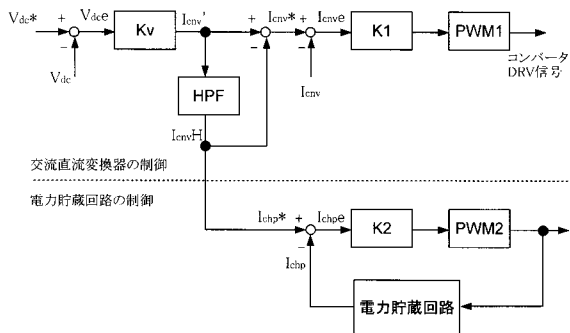 Vdc* + Vdce Kv Icnv' + Icnv* + Icnve K1 PWM1
− − −
Vdc HPF Icnv コンバータ
DRV信号
IcnvH
交流直流変換器の制御
電力貯蔵回路の制御
Ichp* + Ichpe K2 PWM2
−
Ichp
電力貯蔵回路